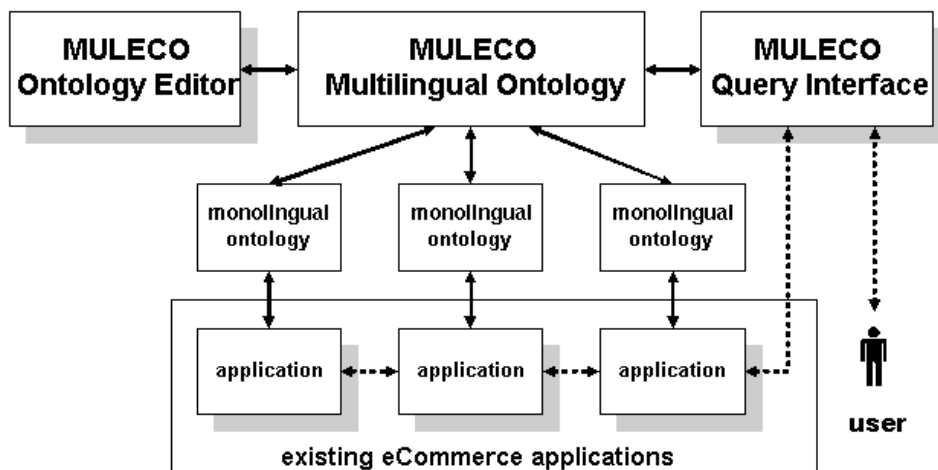 MULECO
Ontology Editor
MULECO
Multilingual Ontology
MULECO
Query Interface
monolingual
ontology
monolingual
ontology
monolingual
ontology
application
application
application
user
existing eCommerce applications